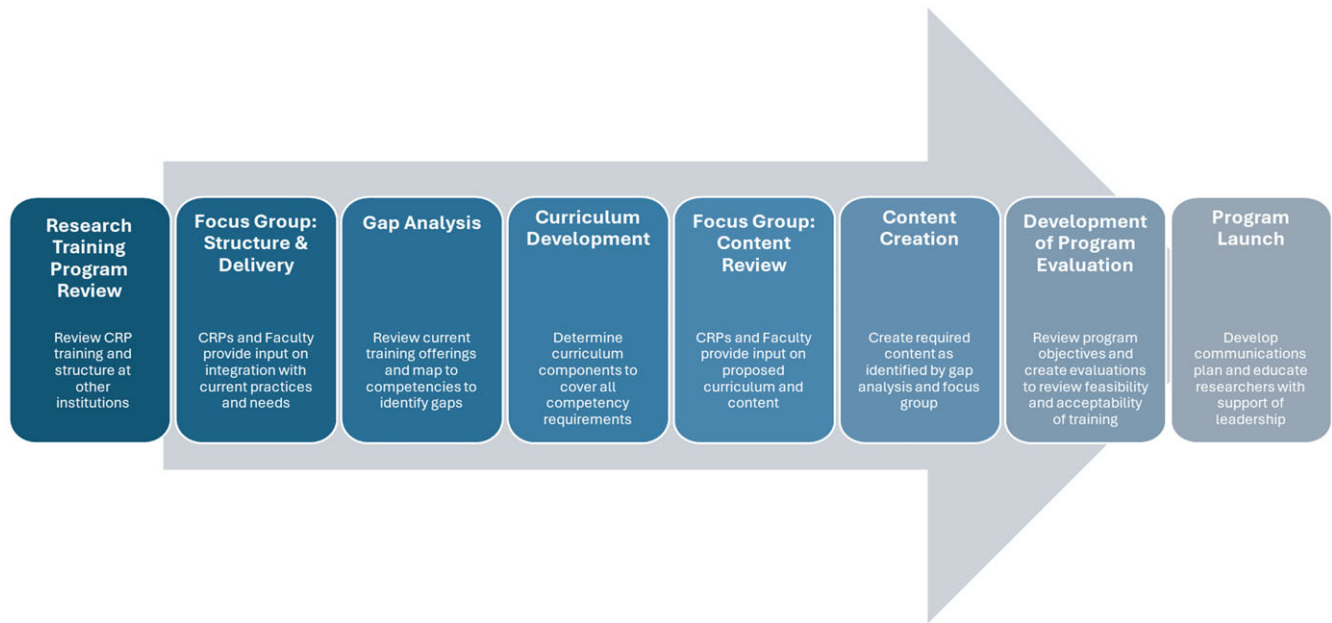 Research
Training
Program
Review
Review CRP
training and
structure at
other
institutions
Focus Group:
Structure &
Delivery
CRPs and Faculty
provide input on
integration with
current practices
and needs
Gap Analysis
Review current
training offerings
and map to
competencies to
identify gaps
Curriculum
Development
Determine
curriculum
components to
cover all
competency
requirements
Focus Group:
Content
Review
CRPs and Faculty
provide input on
proposed
curriculum and
content
Content
Creation
Create required
content as
identified by gap
analysis and focus
group
Development
of Program
Evaluation
Review program
objectives and
create evaluations
to review feasibility
and acceptability
of training
Program
Launch
Develop
communications
plan and educate
researchers with
support of
leadership